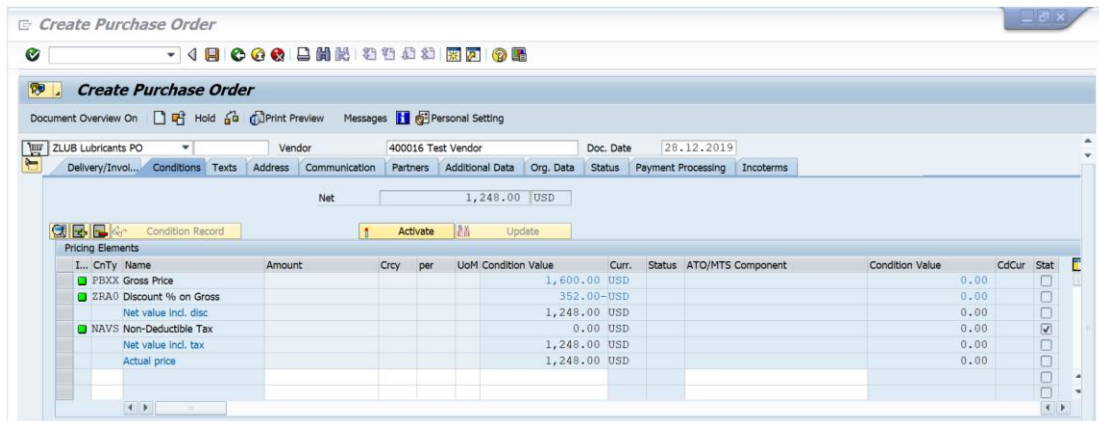 Create Purchase Order
Create Purchase Order
Document Overview On Hold Print Preview Messages Personal Setting
ZLUB Lubricants PO Vendor 400016 Test Vendor Doc. Date 28.12.2019
Delivery/Invoi... Conditions Texts Address Communication Partners Additional Data Org. Data Status Payment Processing Incoterms
Net 1,248.00 USD
Condition Record Activate Update
Pricing Elements
I... CnTy Name Amount Crcy per UoM Condition Value Curr. Status ATO/MTS Component Condition Value CdCur Stat
PBXX Gross Price 1,600.00 USD 0.00
ZRA0 Discount % on Gross 352.00-USD 0.00
Net value incl. disc 1,248.00 USD 0.00
NAVS Non-Deductible Tax 0.00 USD 0.00
Net value incl. tax 1,248.00 USD 0.00
Actual price 1,248.00 USD 0.00